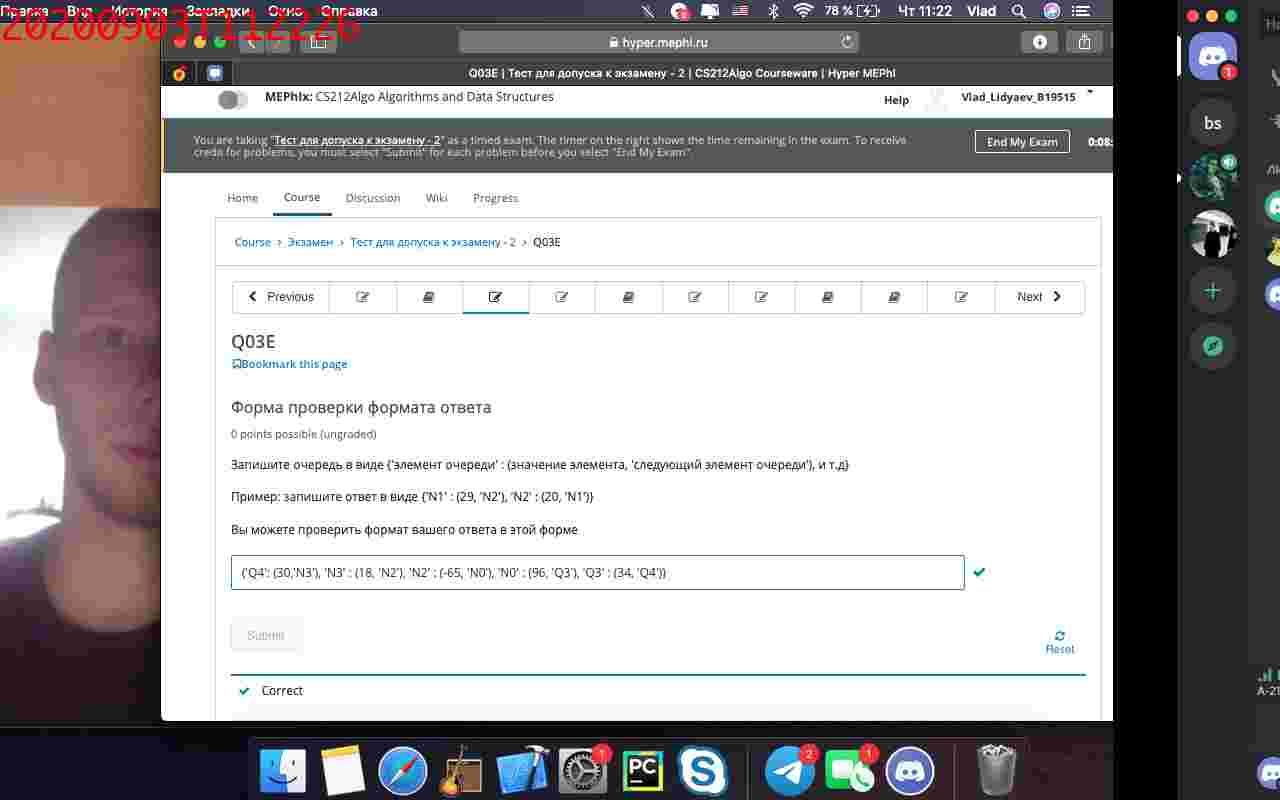 Правка Вид История Закладки Окно Справка
20200903T112226
78 % Чт 11:22 Vlad
hyper.mephi.ru
Q03E | Тест для допуска к экзамену - 2 | CS212Algo Courseware | Hyper MEPhI
MEPhIx: CS212Algo Algorithms and Data Structures
Help
Vlad_Lidyaev_B19515
You are taking "Тест для допуска к экзамену - 2" as a timed exam. The timer on the right shows the time remaining in the exam. To receive
credit for problems, you must select "Submit" for each problem before you select "End My Exam".
End My Exam
0:08:
Home Course Discussion Wiki Progress
Course › Экзамен › Тест для допуска к экзамену - 2 › Q03E
Previous
Next
Q03E
Bookmark this page
Форма проверки формата ответа
0 points possible (ungraded)
Запишите очередь в виде {'элемент очереди' : (значение элемента, 'следующий элемент очереди'), и т.д}
Пример: запишите ответ в виде {'N1' : (29, 'N2'), 'N2' : (20, 'N1')}
Вы можете проверить формат вашего ответа в этой форме
{'Q4': (30,'N3'), 'N3' : (18, 'N2'), 'N2' : (-65, 'N0'), 'N0' : (96, 'Q3'), 'Q3' : (34, 'Q4')}
Submit
Reset
Correct
bs
1
PC
1
2
1